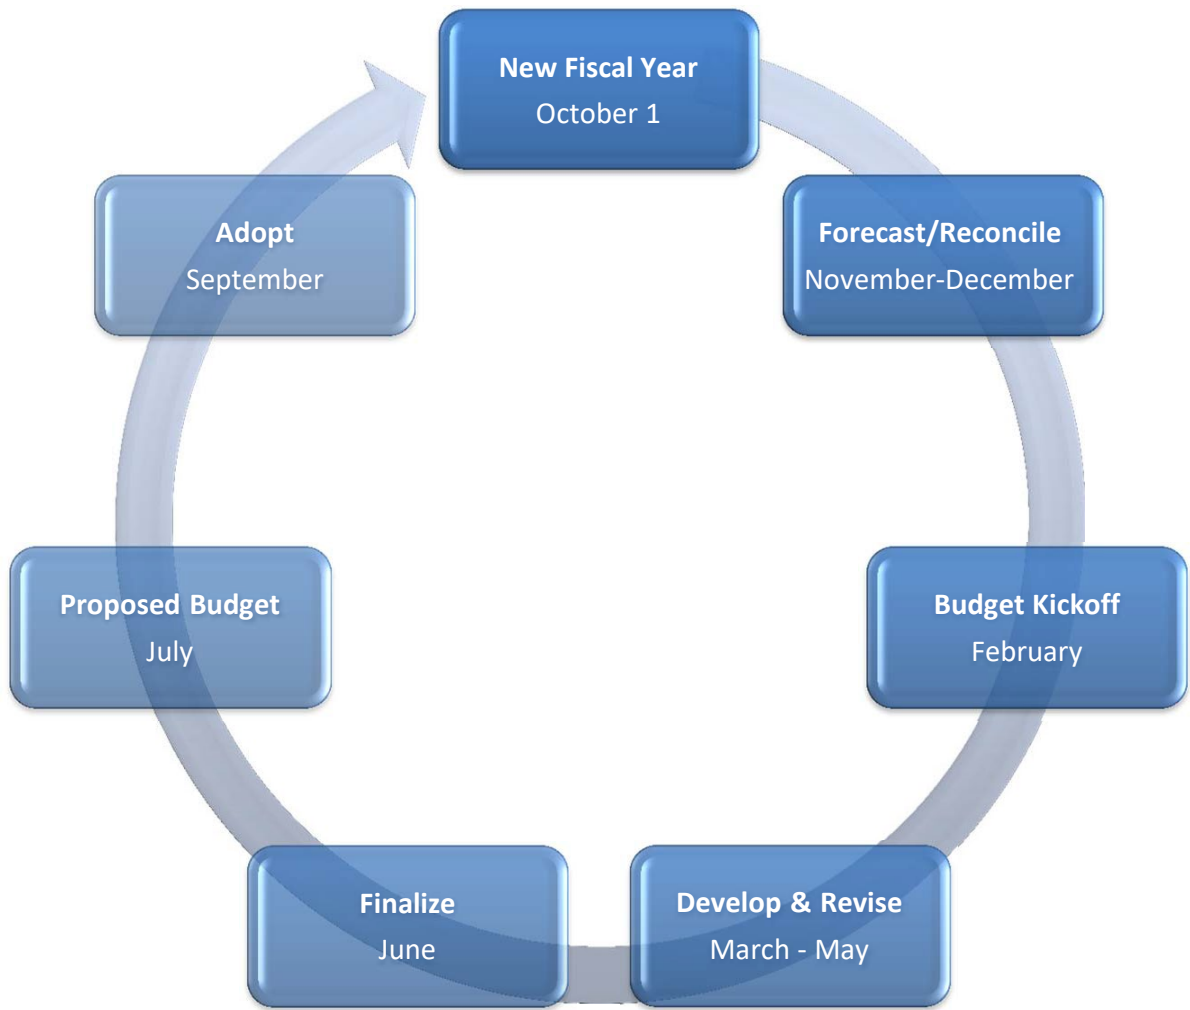 New Fiscal Year
October 1
Forecast/Reconcile
November-December
Budget Kickoff
February
Develop & Revise
March - May
Finalize
June
Proposed Budget
July
Adopt
September